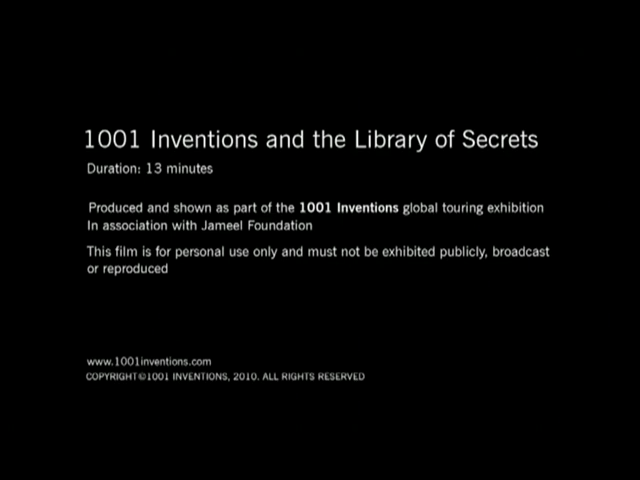 1001 Inventions and the Library of Secrets
Duration: 13 minutes
Produced and shown as part of the 1001 Inventions global touring exhibition
In association with Jameel Foundation
This film is for personal use only and must not be exhibited publicly, broadcast
or reproduced
www.1001inventions.com
COPYRIGHT©1001 INVENTIONS, 2010. ALL RIGHTS RESERVED